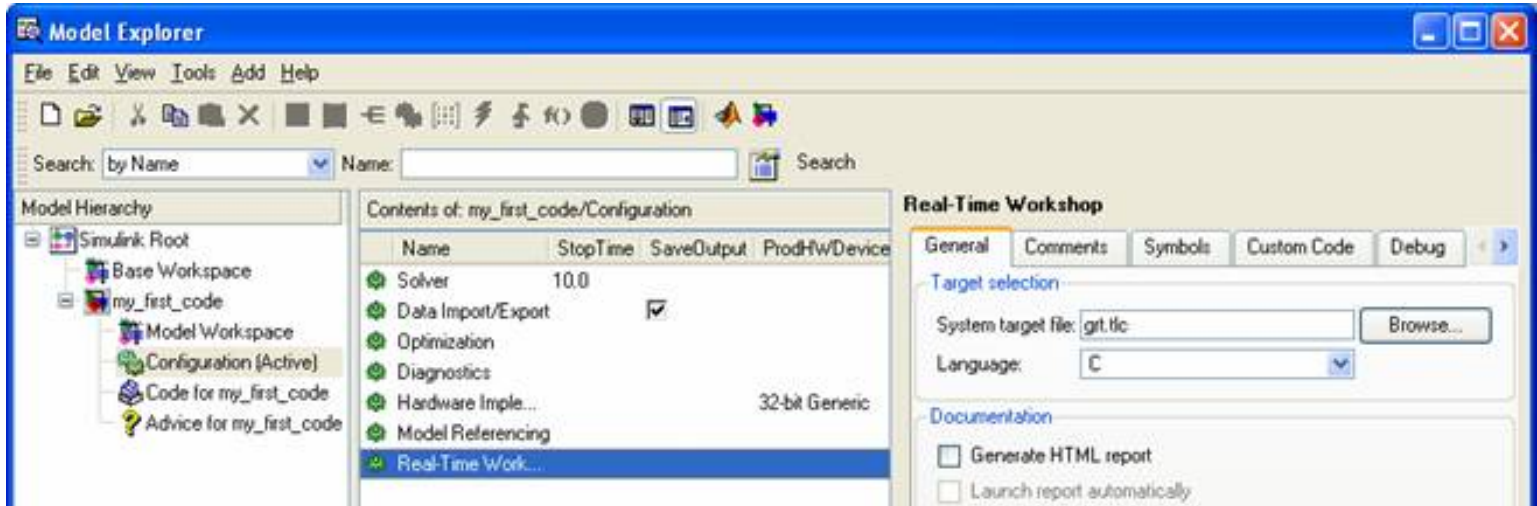 Model Explorer
File Edit View Tools Add Help
Search: by Name Name: Search
Model Hierarchy
Simulink Root
Base Workspace
my_first_code
Model Workspace
Configuration (Active)
Code for my_first_code
Advice for my_first_code
Contents of: my_first_code/Configuration
Name StopTime SaveOutput ProdHWDevice
Solver 10.0
Data Import/Export
Optimization
Diagnostics
Hardware Imple...
32-bit Generic
Model Referencing
Real-Time Work....
Real-Time Workshop
General Comments Symbols Custom Code Debug
Target selection
System target file: grt.tlc Browse...
Language: C
Documentation
Generate HTML report
Launch report automatically